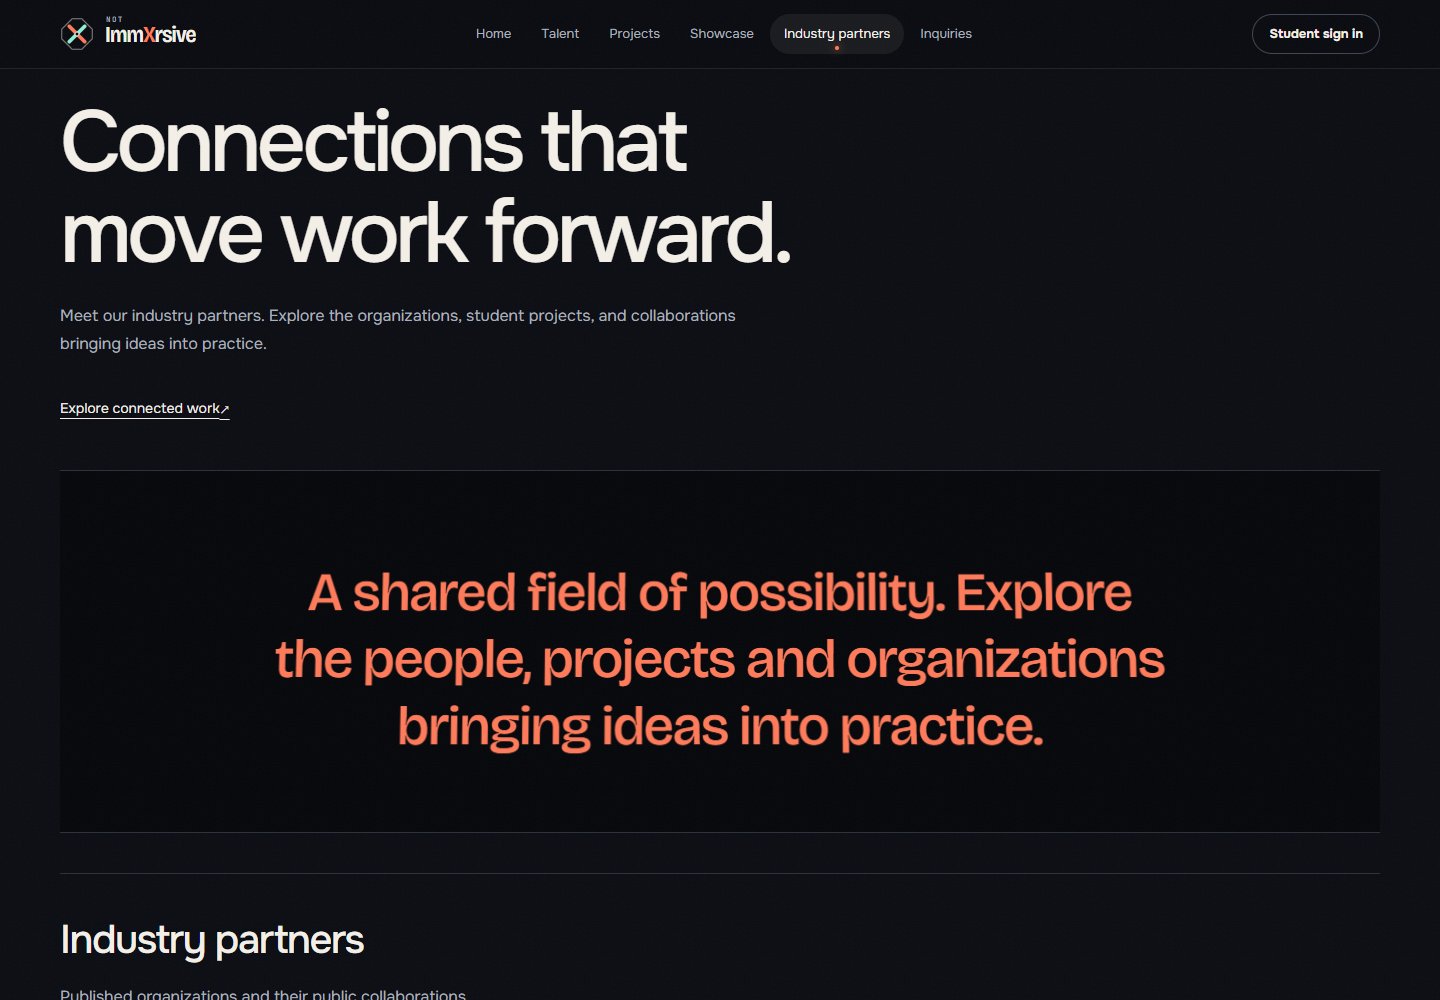 NOT
ImmXrsive
Home
Talent
Projects
Showcase
Industry partners
Inquiries
Student sign in
Connections that
move work forward.
Meet our industry partners. Explore the organizations, student projects, and collaborations
bringing ideas into practice.
Explore connected work↗
A shared field of possibility. Explore
the people, projects and organizations
bringing ideas into practice.
Industry partners
Published organizations and their public collaborations.